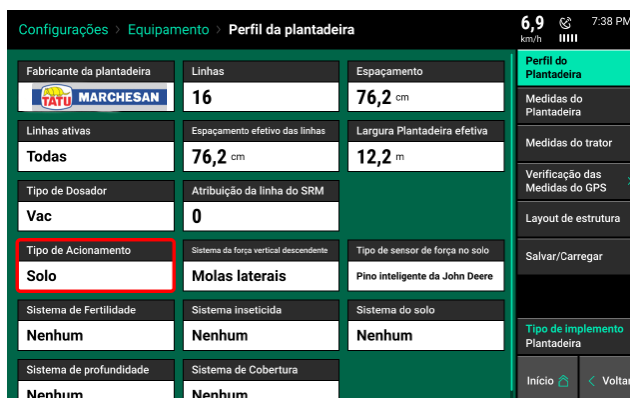 Configurações > Equipamento > Perfil da plantadeira
6,9
km/h
7:38 PM
Fabricante da plantadeira
TATU MARCHESAN
Linhas
16
Espaçamento
76,2 cm
Linhas ativas
Todas
Espaçamento efetivo das linhas
76,2 cm
Largura Plantadeira efetiva
12,2 m
Tipo de Dosador
Vac
Atribuição da linha do SRM
0
Tipo de Acionamento
Solo
Sistema da força vertical descendente
Molas laterais
Tipo de sensor de força no solo
Pino inteligente da John Deere
Sistema de Fertilidade
Nenhum
Sistema inseticida
Nenhum
Sistema do solo
Nenhum
Sistema de profundidade
Nenhum
Sistema de Cobertura
Nenhum
Perfil do
Plantadeira
Medidas do
Plantadeira
Medidas do trator
Verificação das
Medidas do GPS >
Layout de estrutura
Salvar/Carregar
Tipo de implemento
Plantadeira
Início
< Voltar